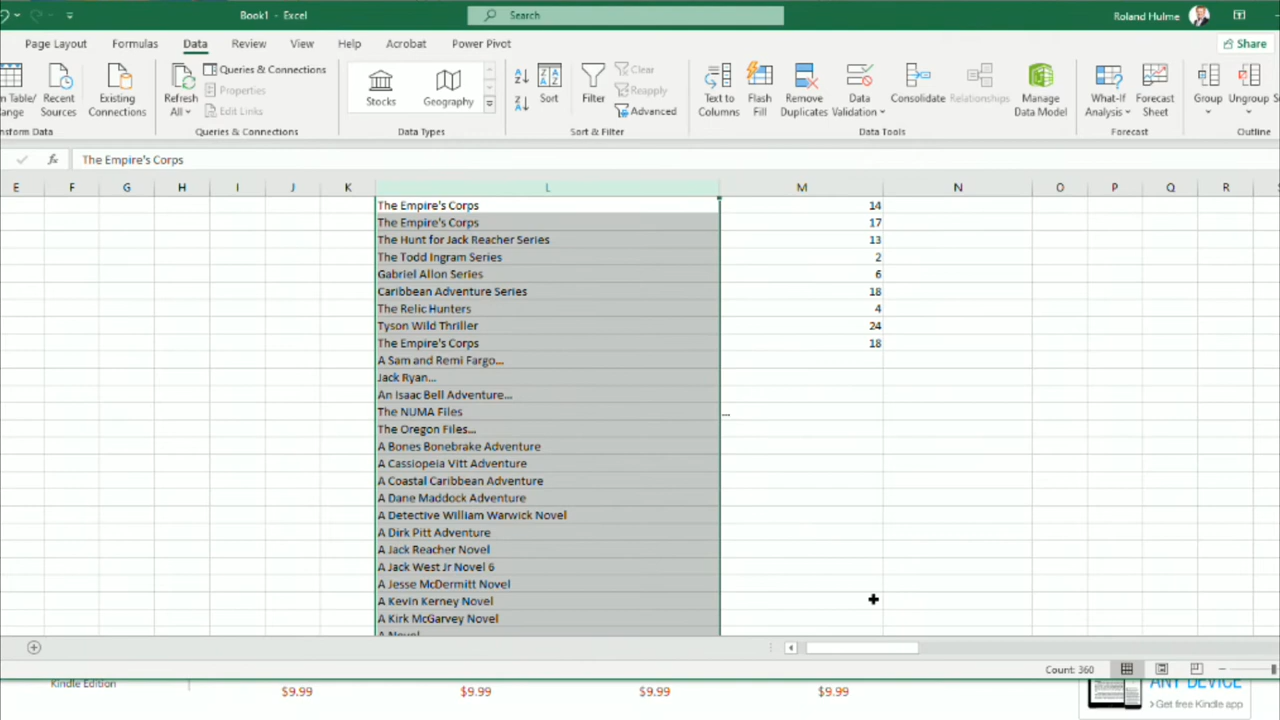 Book1 - Excel
Search
Roland Hulme
Page Layout Formulas Data Review View Help Acrobat Power Pivot
Share
Queries & Connections
Properties
Edit Links
Clear
Reapply
Advanced
Table/ Range
Recent Sources
Existing Connections
Refresh All
Stocks
Geography
Sort
Filter
Text to Columns
Flash Fill
Remove Duplicates
Data Validation
Consolidate
Relationships
Manage Data Model
What-If Analysis
Forecast Sheet
Group
Ungroup
Data
Queries & Connections
Data Types
Sort & Filter
Data Tools
Forecast
Outline
fx The Empire's Corps
E F G H I J K L M N O P Q R
The Empire's Corps 14
The Empire's Corps 17
The Hunt for Jack Reacher Series 13
The Todd Ingram Series 2
Gabriel Allon Series 6
Caribbean Adventure Series 18
The Relic Hunters 4
Tyson Wild Thriller 24
The Empire's Corps 18
A Sam and Remi Fargo...
Jack Ryan...
An Isaac Bell Adventure...
The NUMA Files ...
The Oregon Files...
A Bones Bonebrake Adventure
A Cassiopeia Vitt Adventure
A Coastal Caribbean Adventure
A Dane Maddock Adventure
A Detective William Warwick Novel
A Dirk Pitt Adventure
A Jack Reacher Novel
A Jack West Jr Novel 6
A Jesse McDermitt Novel
A Kevin Kerney Novel
A Kirk McGarvey Novel
A Novel
Count: 360
Kindle Edition
$9.99 $9.99 $9.99 $9.99
ANY DEVICE
› Get free Kindle app